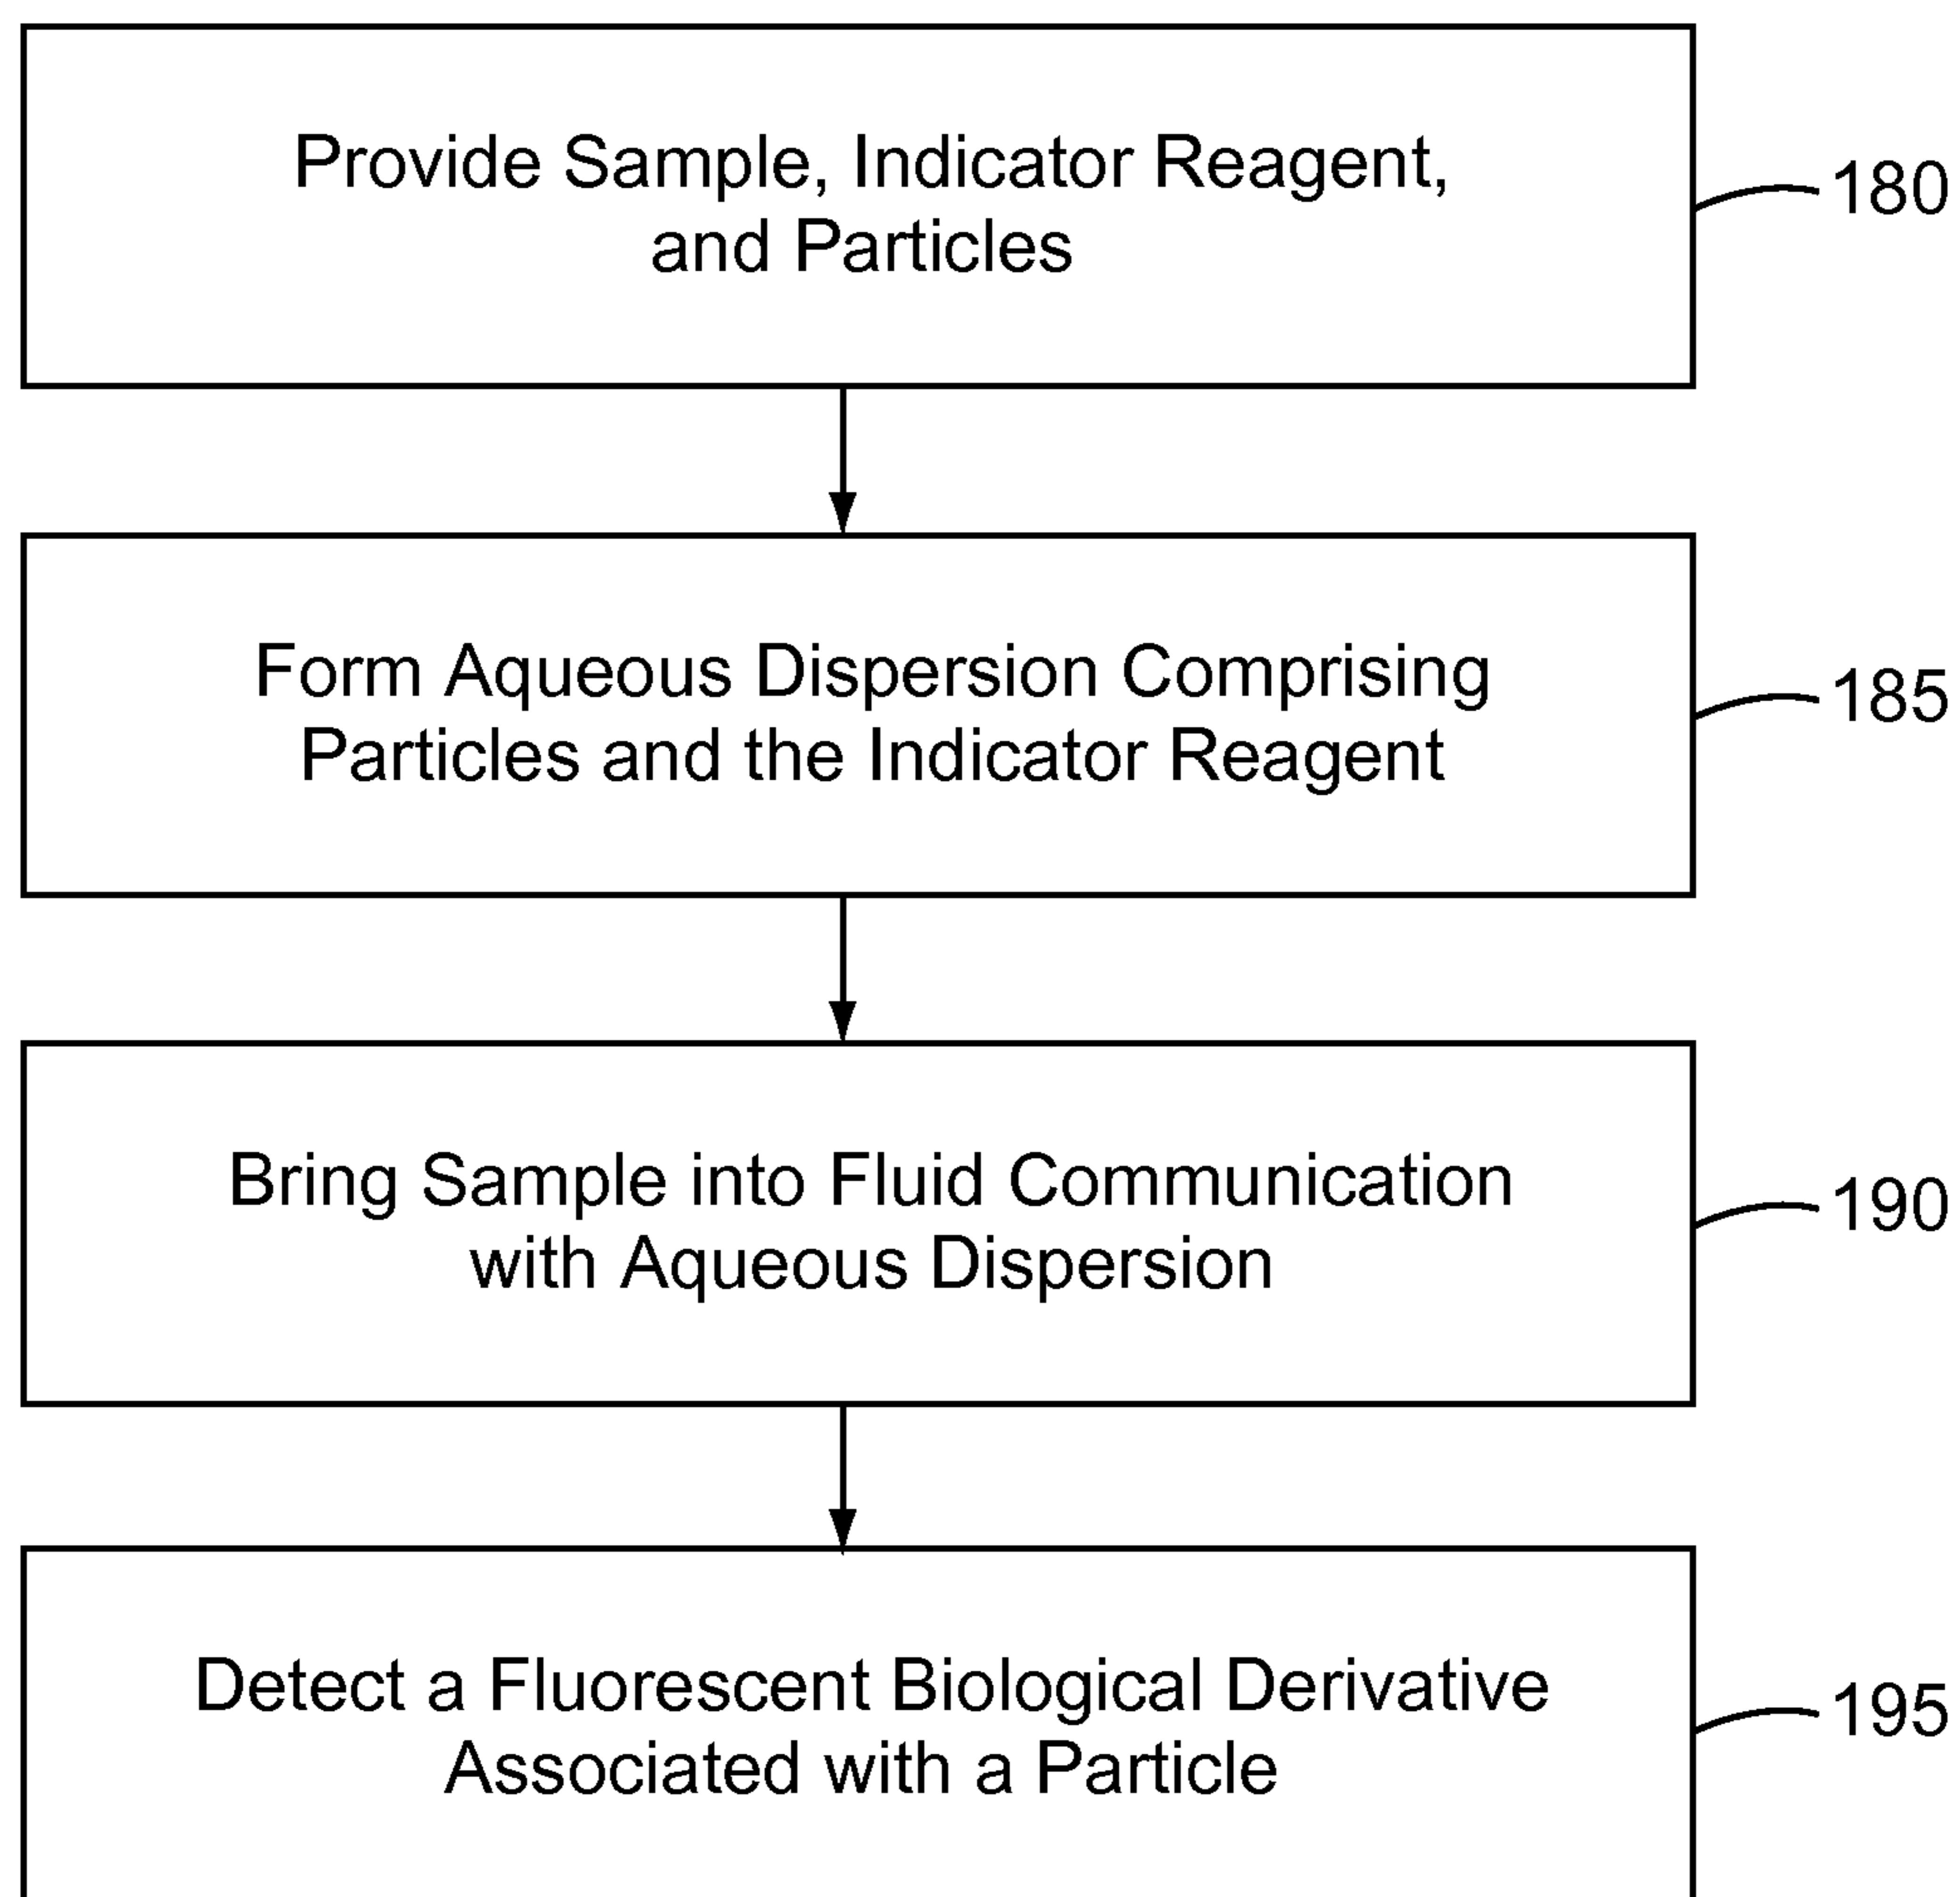 Provide Sample, Indicator Reagent,
and Particles
180
Form Aqueous Dispersion Comprising
Particles and the Indicator Reagent
185
Bring Sample into Fluid Communication
with Aqueous Dispersion
190
Detect a Fluorescent Biological Derivative
Associated with a Particle
195